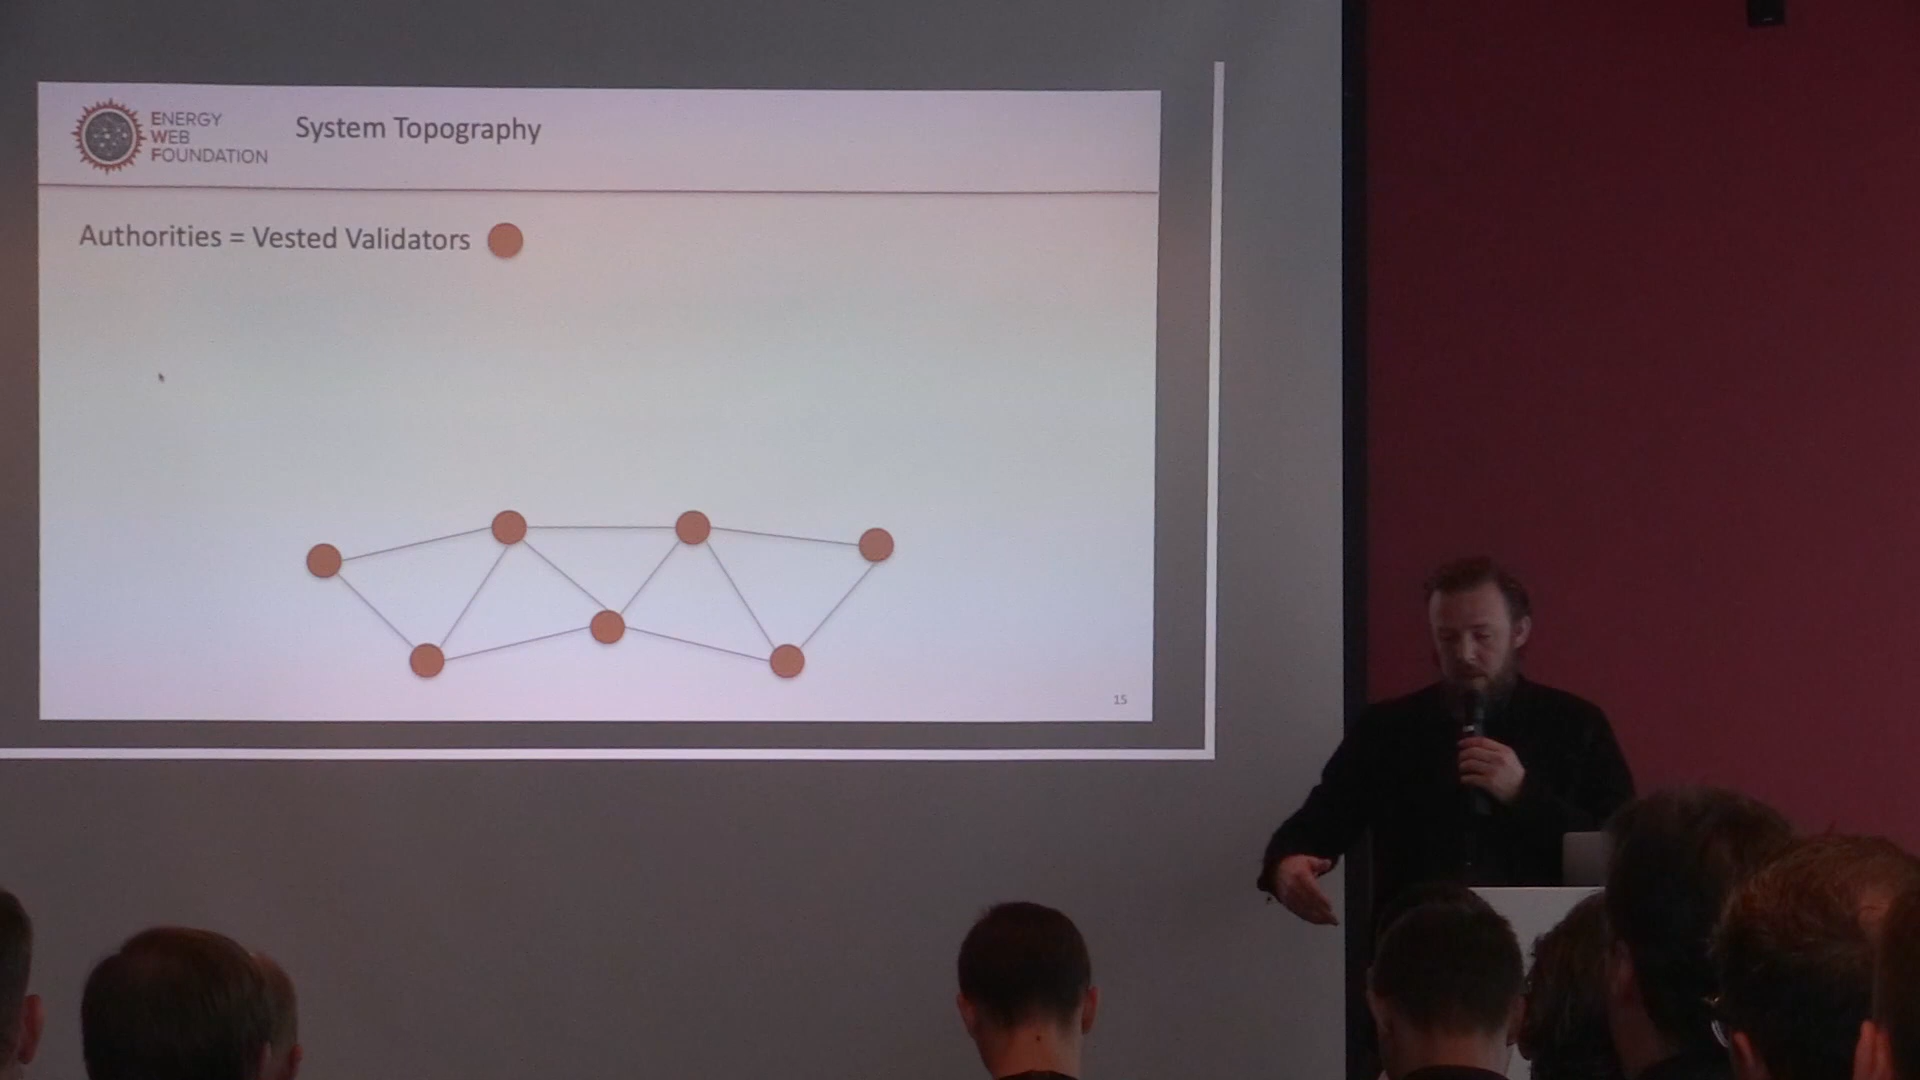 ENERGY
WEB
FOUNDATION
System Topography
Authorities = Vested Validators
15